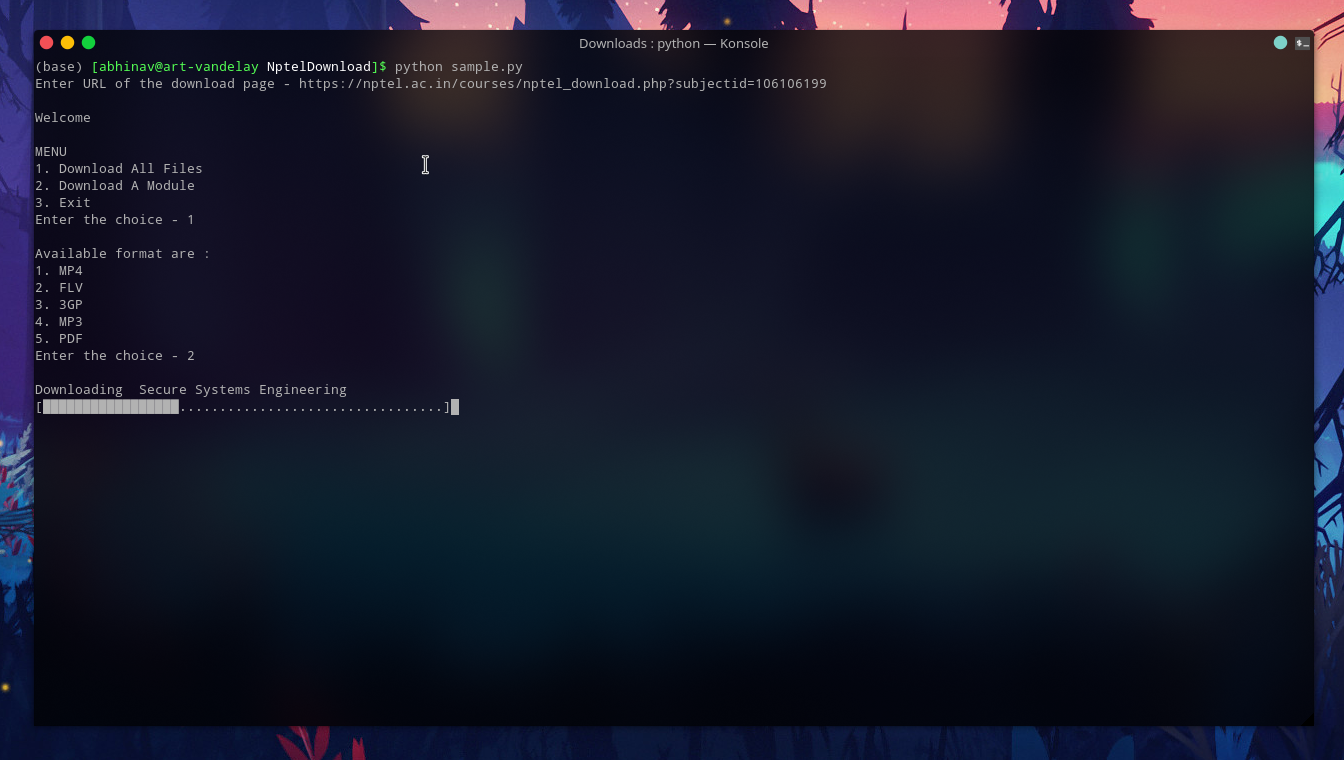 Downloads : python — Konsole
(base) [abhinav@art-vandelay NptelDownload]$ python sample.py
Enter URL of the download page - https://nptel.ac.in/courses/nptel_download.php?subjectid=106106199
Welcome
MENU
1. Download All Files
2. Download A Module
3. Exit
Enter the choice - 1
Available format are :
1. MP4
2. FLV
3. 3GP
4. MP3
5. PDF
Enter the choice - 2
Downloading  Secure Systems Engineering
[█████████████████.................................]